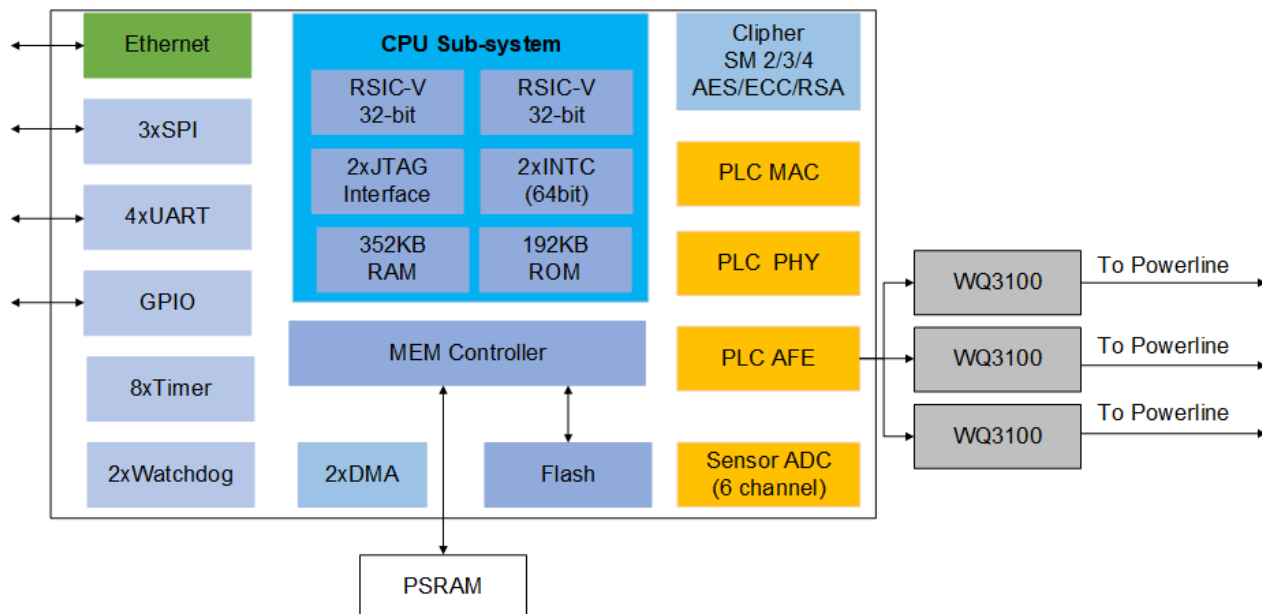 Ethernet
3xSPI
4xUART
GPIO
8xTimer
2xWatchdog
CPU Sub-system
RSIC-V
32-bit
RSIC-V
32-bit
2xJTAG
Interface
2xINTC
(64bit)
352KB
RAM
192KB
ROM
MEM Controller
2xDMA
Flash
PSRAM
Clipher
SM 2/3/4
AES/ECC/RSA
PLC MAC
PLC PHY
PLC AFE
Sensor ADC
(6 channel)
WQ3100
To Powerline
WQ3100
To Powerline
WQ3100
To Powerline